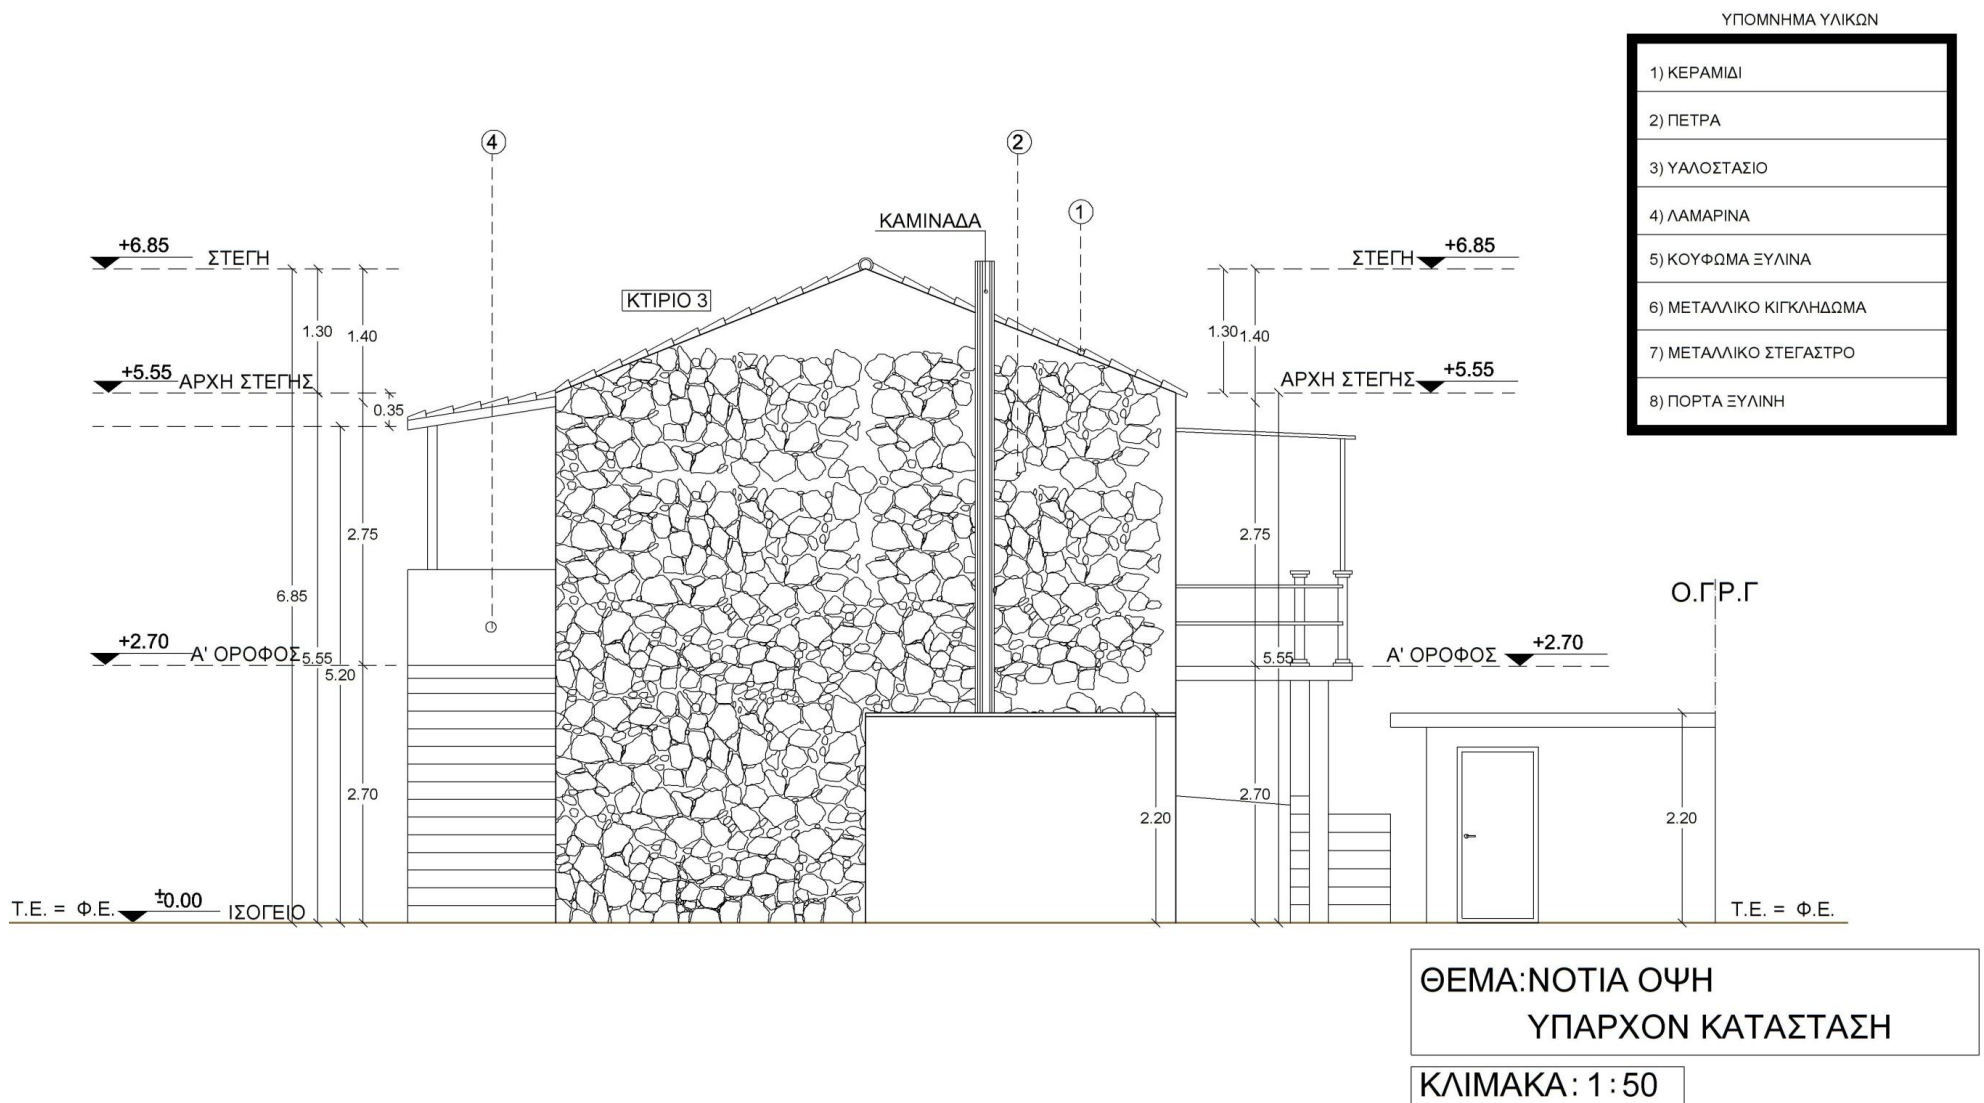 ΥΠΟΜΝΗΜΑ ΥΛΙΚΩΝ
1) ΚΕΡΑΜΙΔΙ
2) ΠΕΤΡΑ
3) ΥΑΛΟΣΤΑΣΙΟ
4) ΛΑΜΑΡΙΝΑ
5) ΚΟΥΦΩΜΑ ΞΥΛΙΝΑ
6) ΜΕΤΑΛΛΙΚΟ ΚΙΓΚΛΗΔΩΜΑ
7) ΜΕΤΑΛΛΙΚΟ ΣΤΕΓΑΣΤΡΟ
8) ΠΟΡΤΑ ΞΥΛΙΝΗ
4
2
1
ΚΑΜΙΝΑΔΑ
+6.85 ΣΤΕΓΗ
ΣΤΕΓΗ +6.85
ΚΤΙΡΙΟ 3
1.30 1.40
1.30 1.40
+5.55 ΑΡΧΗ ΣΤΕΓΗΣ
ΑΡΧΗ ΣΤΕΓΗΣ +5.55
0.35
2.75
2.75
6.85
Ο.Γ.Ρ.Γ
+2.70 Α' ΟΡΟΦΟΣ
5.55
5.20
5.55
Α' ΟΡΟΦΟΣ +2.70
2.70
2.70
2.20
2.20
Τ.Ε. = Φ.Ε. ±0.00 ΙΣΟΓΕΙΟ
Τ.Ε. = Φ.Ε.
ΘΕΜΑ:ΝΟΤΙΑ ΟΨΗ
ΥΠΑΡΧΟΝ ΚΑΤΑΣΤΑΣΗ
ΚΛΙΜΑΚΑ: 1:50